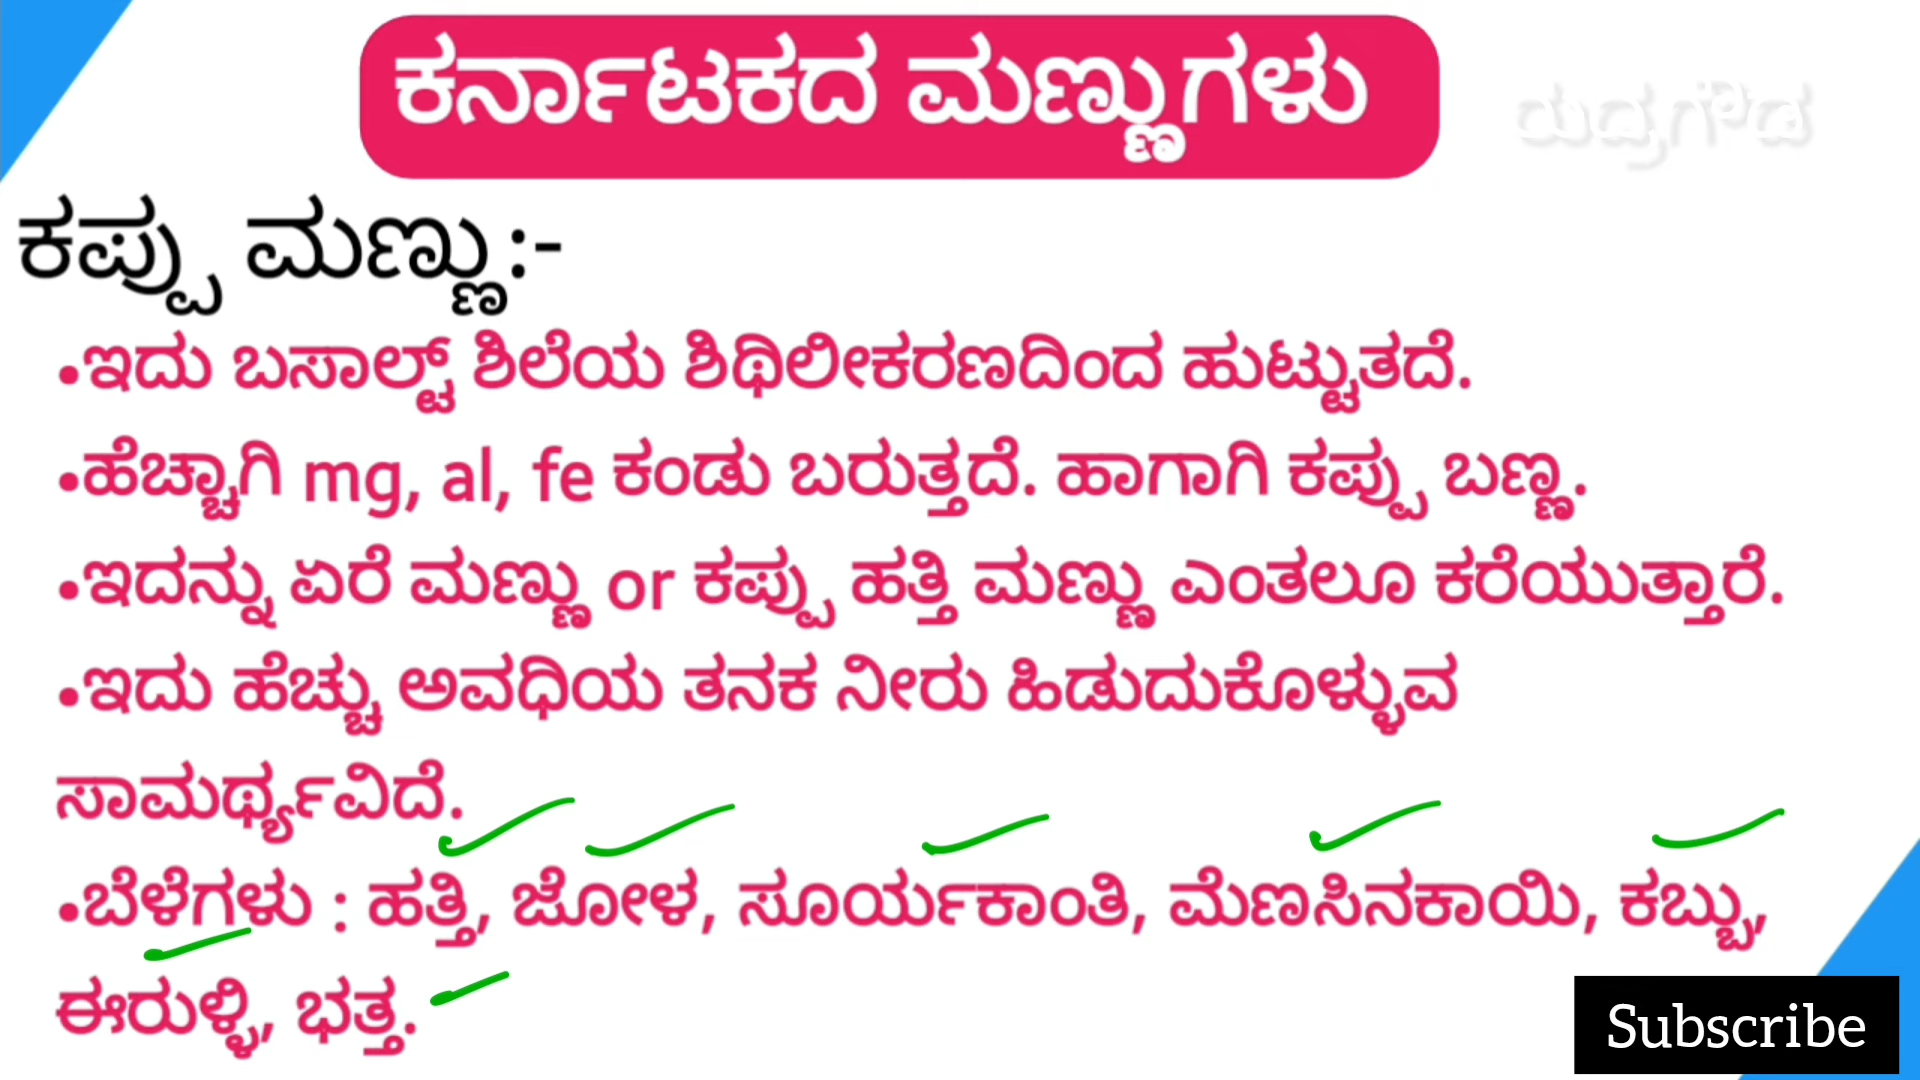 ಕರ್ನಾಟಕದ ಮಣ್ಣುಗಳು
ರುದ್ರಗೌಡ
ಕಪ್ಪು ಮಣ್ಣು:-
•ಇದು ಬಸಾಲ್ಟ್ ಶಿಲೆಯ ಶಿಥಿಲೀಕರಣದಿಂದ ಹುಟ್ಟುತದೆ.
•ಹೆಚ್ಚಾಗಿ mg, al, fe ಕಂಡು ಬರುತ್ತದೆ. ಹಾಗಾಗಿ ಕಪ್ಪು ಬಣ್ಣ.
•ಇದನ್ನು ಏರೆ ಮಣ್ಣು or ಕಪ್ಪು ಹತ್ತಿ ಮಣ್ಣು ಎಂತಲೂ ಕರೆಯುತ್ತಾರೆ.
•ಇದು ಹೆಚ್ಚು ಅವಧಿಯ ತನಕ ನೀರು ಹಿಡುದುಕೊಳ್ಳುವ
ಸಾಮರ್ಥ್ಯವಿದೆ.
•ಬೆಳೆಗಳು : ಹತ್ತಿ, ಜೋಳ, ಸೂರ್ಯಕಾಂತಿ, ಮೆಣಸಿನಕಾಯಿ, ಕಬ್ಬು,
ಈರುಳ್ಳಿ, ಭತ್ತ.
Subscribe